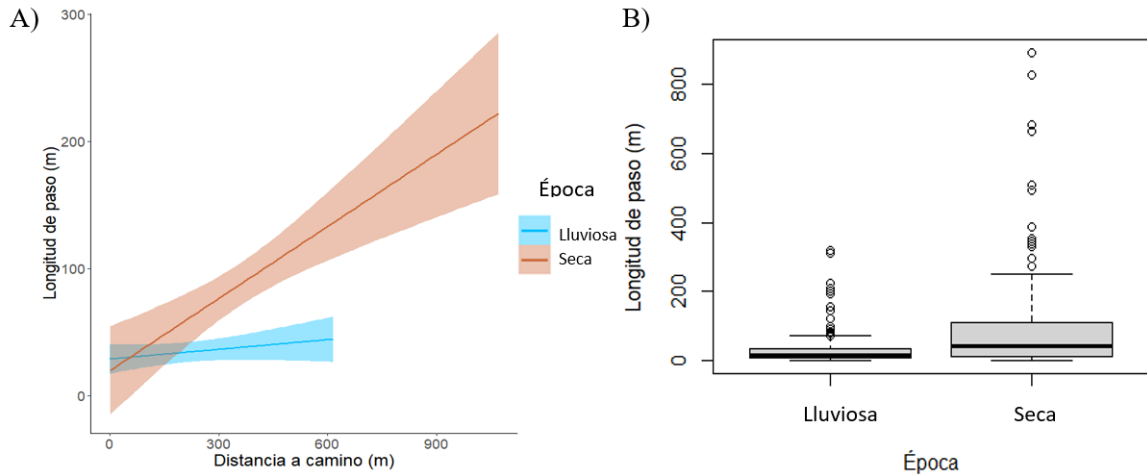 A)
300
200
100
0
Longitud de paso (m)
0 300 600 900
Distancia a camino (m)
Época
Lluviosa
Seca
B)
800
600
400
200
0
Longitud de paso (m)
Lluviosa Seca
Época